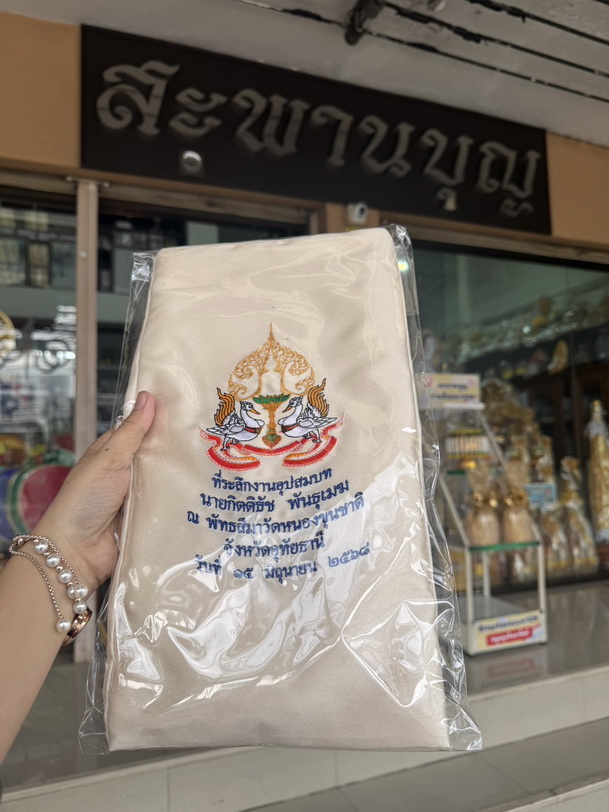 สะพานบุญ
ที่ระลึกงานอุปสมบท
นายกิตติธัช พันธุเมฆ
ณ พัทธสีมาวัดหนองขุนชาติ
จังหวัดอุทัยธานี
วันที่ ๑๕ มิถุนายน ๒๕๖๘